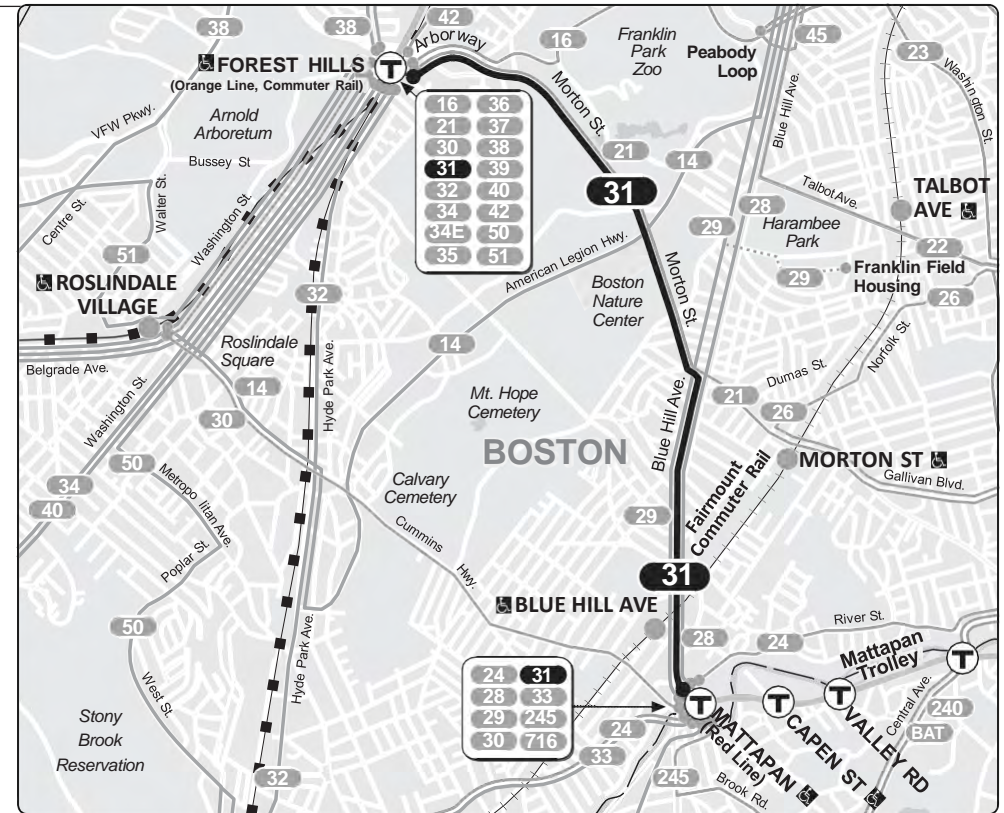 38
38
42
Arborway
16
Franklin
Park
Zoo
Peabody
Loop
45
23
Washington St.
FOREST HILLS
(Orange Line, Commuter Rail)
T
VFW Pkwy.
Arnold
Arboretum
Bussey St
16 36
21 37
30 38
31 39
32 40
34 42
34E 50
35 51
Morton St.
21
14
Blue Hill Ave.
31
Talbot Ave.
TALBOT
AVE
Centre St.
Walter St.
Washington St.
28
29
Harambee
Park
22
51
American Legion Hwy.
29
Franklin Field
Housing
26
ROSLINDALE
VILLAGE
32
Boston
Nature
Center
Morton St.
Norfolk St.
Roslindale
Square
14
Belgrade Ave.
Hyde Park Ave.
Dumas St.
14
Mt. Hope
Cemetery
21
26
30
Washington St.
Blue Hill Ave.
BOSTON
MORTON ST
Gallivan Blvd.
50
34
40
Metropolitan Ave.
Calvary
Cemetery
Fairmount
Commuter Rail
29
Cummins
Hwy.
Poplar St.
31
BLUE HILL AVE
50
River St.
28
24
Mattapan
Trolley
T
Hyde Park Ave.
West St.
24 31
28 33
29 245
30 716
T
T
T
Central Ave.
240
BAT
Stony
Brook
Reservation
24
33
MATTAPAN
(Red Line)
CAPEN ST
VALLEY RD
32
245
Brook Rd.